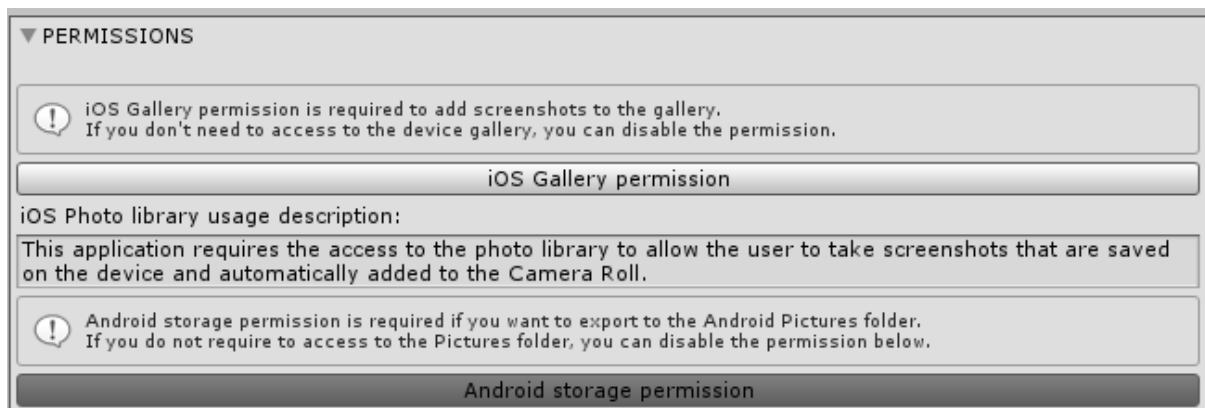 PERMISSIONS
iOS Gallery permission is required to add screenshots to the gallery.
If you don't need to access to the device gallery, you can disable the permission.
iOS Gallery permission
iOS Photo library usage description:
This application requires the access to the photo library to allow the user to take screenshots that are saved
on the device and automatically added to the Camera Roll.
Android storage permission is required if you want to export to the Android Pictures folder.
If you do not require to access to the Pictures folder, you can disable the permission below.
Android storage permission